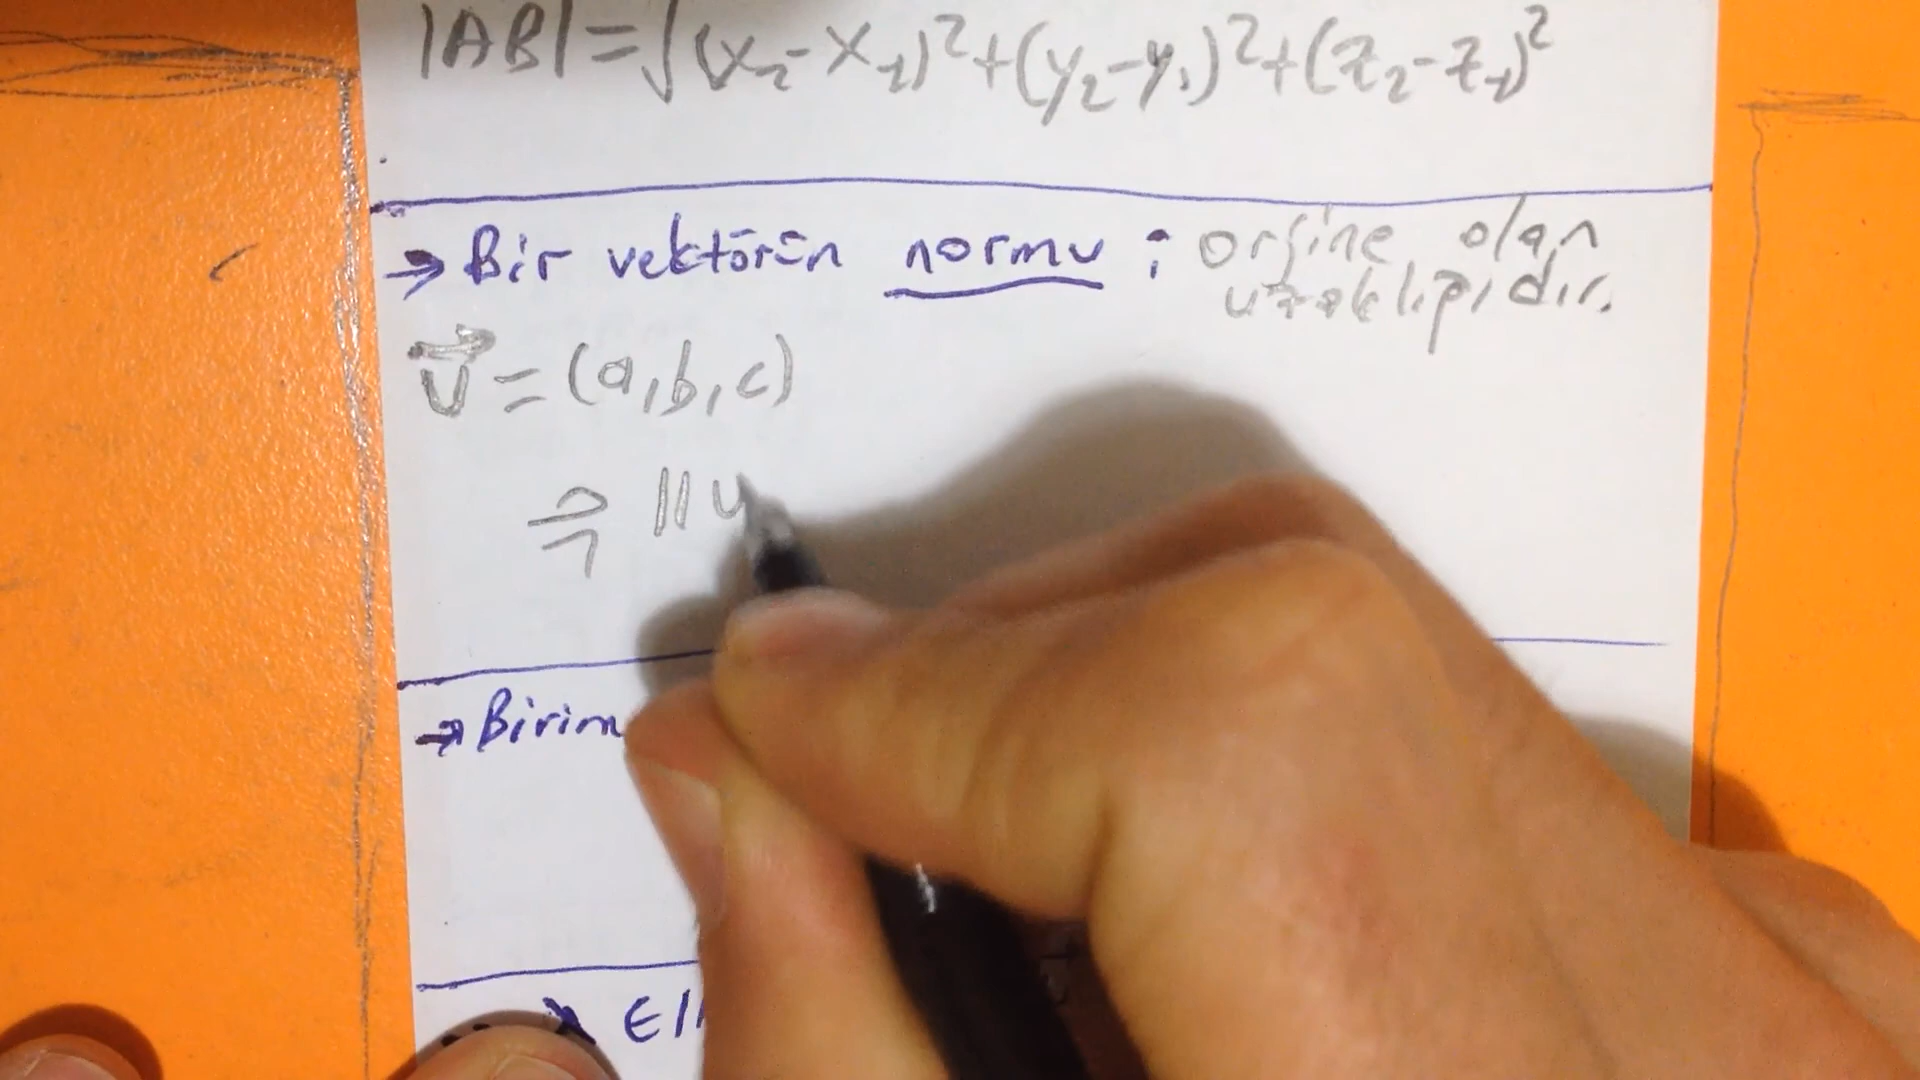 |AB| = √(x₂-x₁)²+(y₂-y₁)²+(z₂-z₁)²
→ Bir vektörün normu : orjine olan
uzaklığıdır.
U⃗ = (a,b,c)
⇒ ||U
→ Birim